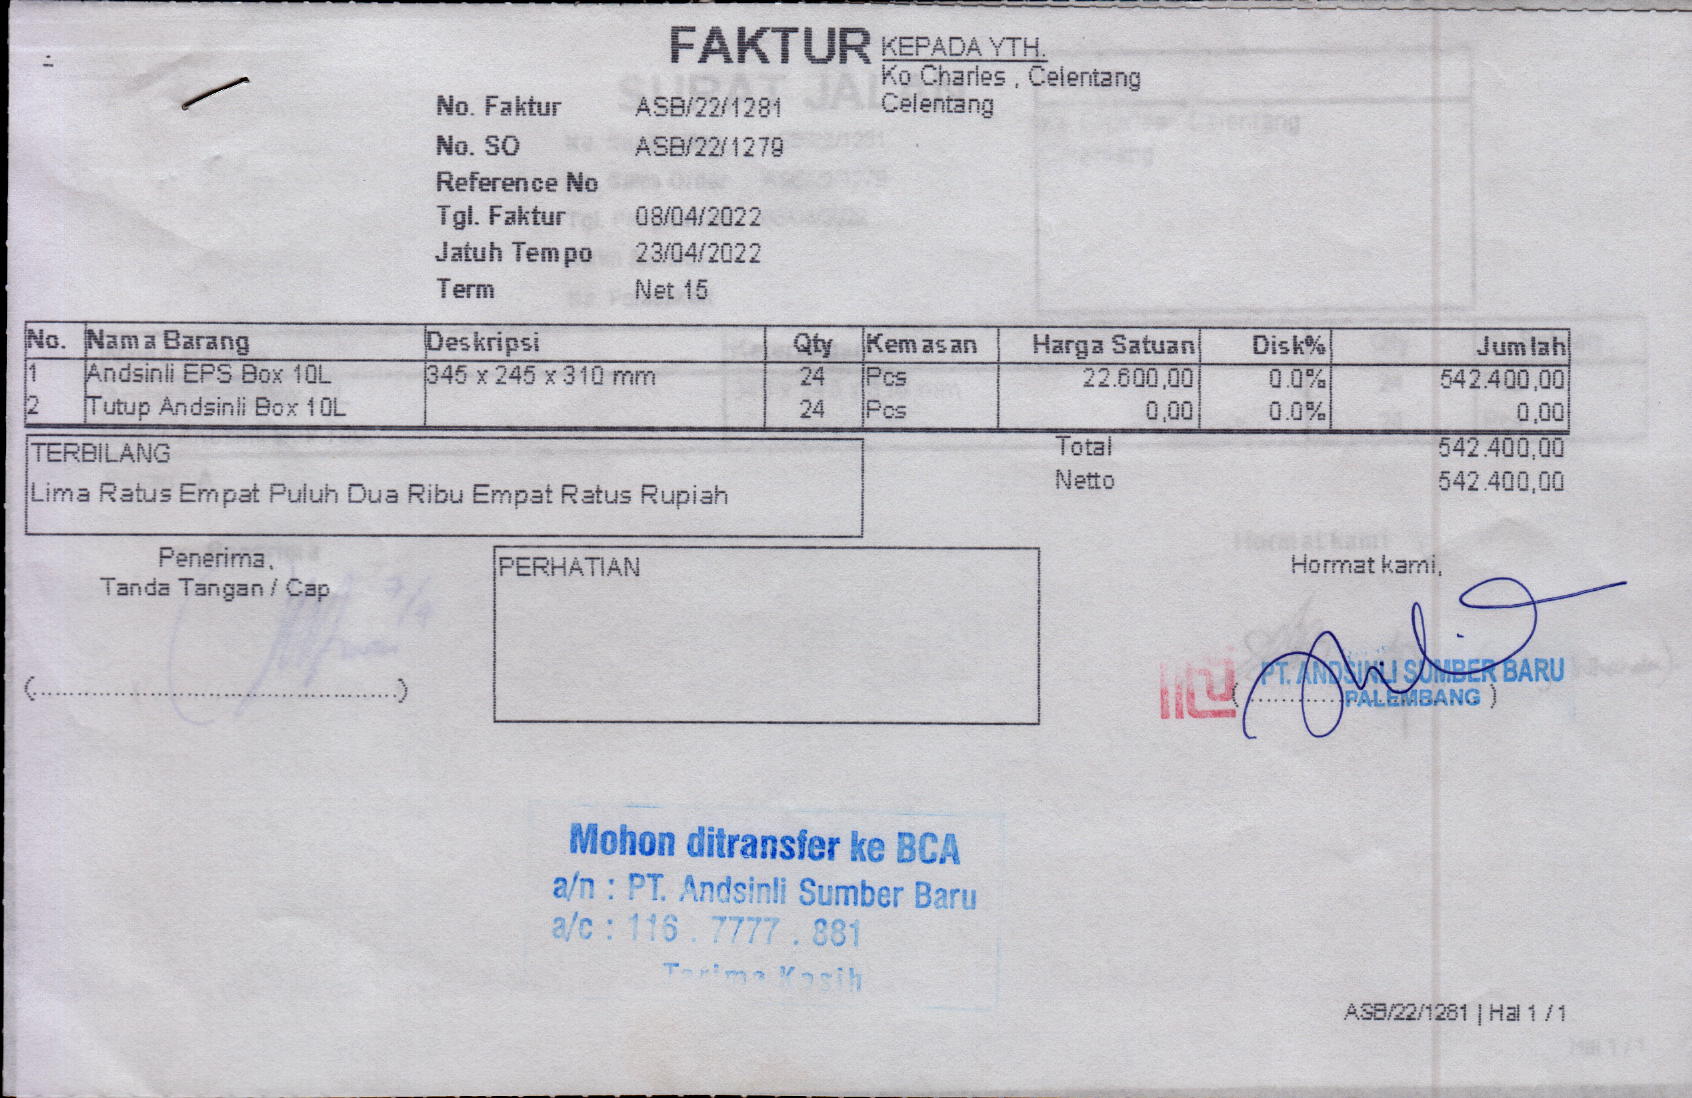 FAKTUR
KEPADA YTH.
Ko Charles , Celentang
Celentang
No. Faktur ASB/22/1281
No. SO ASB/22/1279
Reference No
Tgl. Faktur 08/04/2022
Jatuh Tempo 23/04/2022
Term Net 15
No. Nama Barang Deskripsi Qty Kemasan Harga Satuan Disk% Jumlah
1 Andsinli EPS Box 10L 345 x 245 x 310 mm 24 Pcs 22.600,00 0.0% 542.400,00
2 Tutup Andsinli Box 10L 24 Pcs 0,00 0.0% 0,00
TERBILANG
Lima Ratus Empat Puluh Dua Ribu Empat Ratus Rupiah
Total 542.400,00
Netto 542.400,00
Penerima,
Tanda Tangan / Cap
(................................................)
PERHATIAN
Hormat kami,
PT. ANDSINLI SUMBER BARU
PALEMBANG
Mohon ditransfer ke BCA
a/n : PT. Andsinli Sumber Baru
a/c : 116 . 7777 . 881
Terima Kasih
ASB/22/1281 | Hal 1 / 1